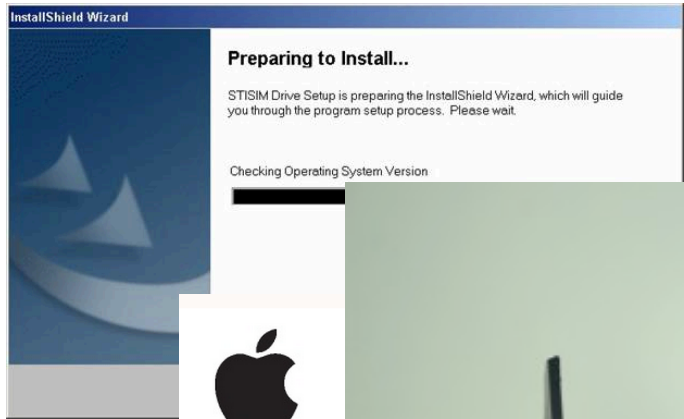 InstallShield Wizard
Preparing to Install...
STISIM Drive Setup is preparing the InstallShield Wizard, which will guide
you through the program setup process. Please wait.
Checking Operating System Version